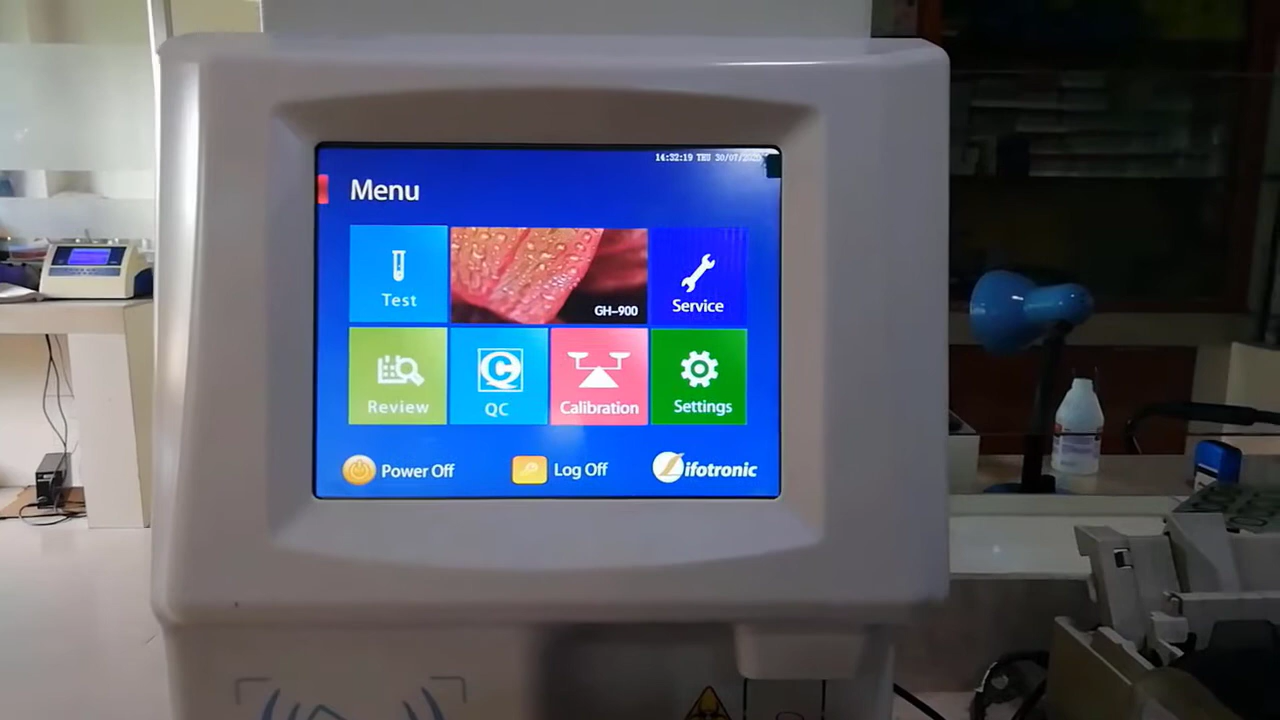 14:32:19 THU 30/07/2020
Menu
Test
GH-900
Service
Review
QC
Calibration
Settings
Power Off
Log Off
Lifotronic